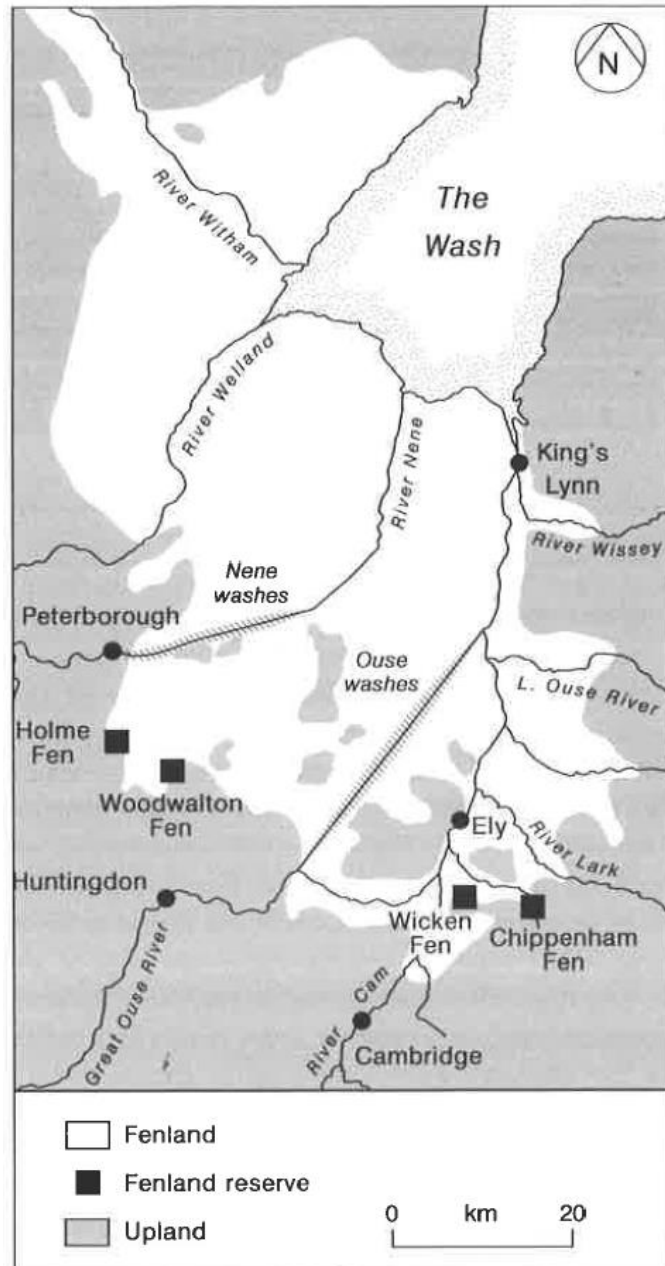 N
The
Wash
River Witham
River Welland
River Nene
King's
Lynn
River Wissey
Nene
washes
Peterborough
Ouse
washes
L. Ouse River
Holme
Fen
Woodwalton
Fen
Ely
River Lark
Huntingdon
Wicken
Fen
Chippenham
Fen
Great Ouse River
River Cam
Cambridge
Fenland
Fenland reserve
Upland
0 km 20